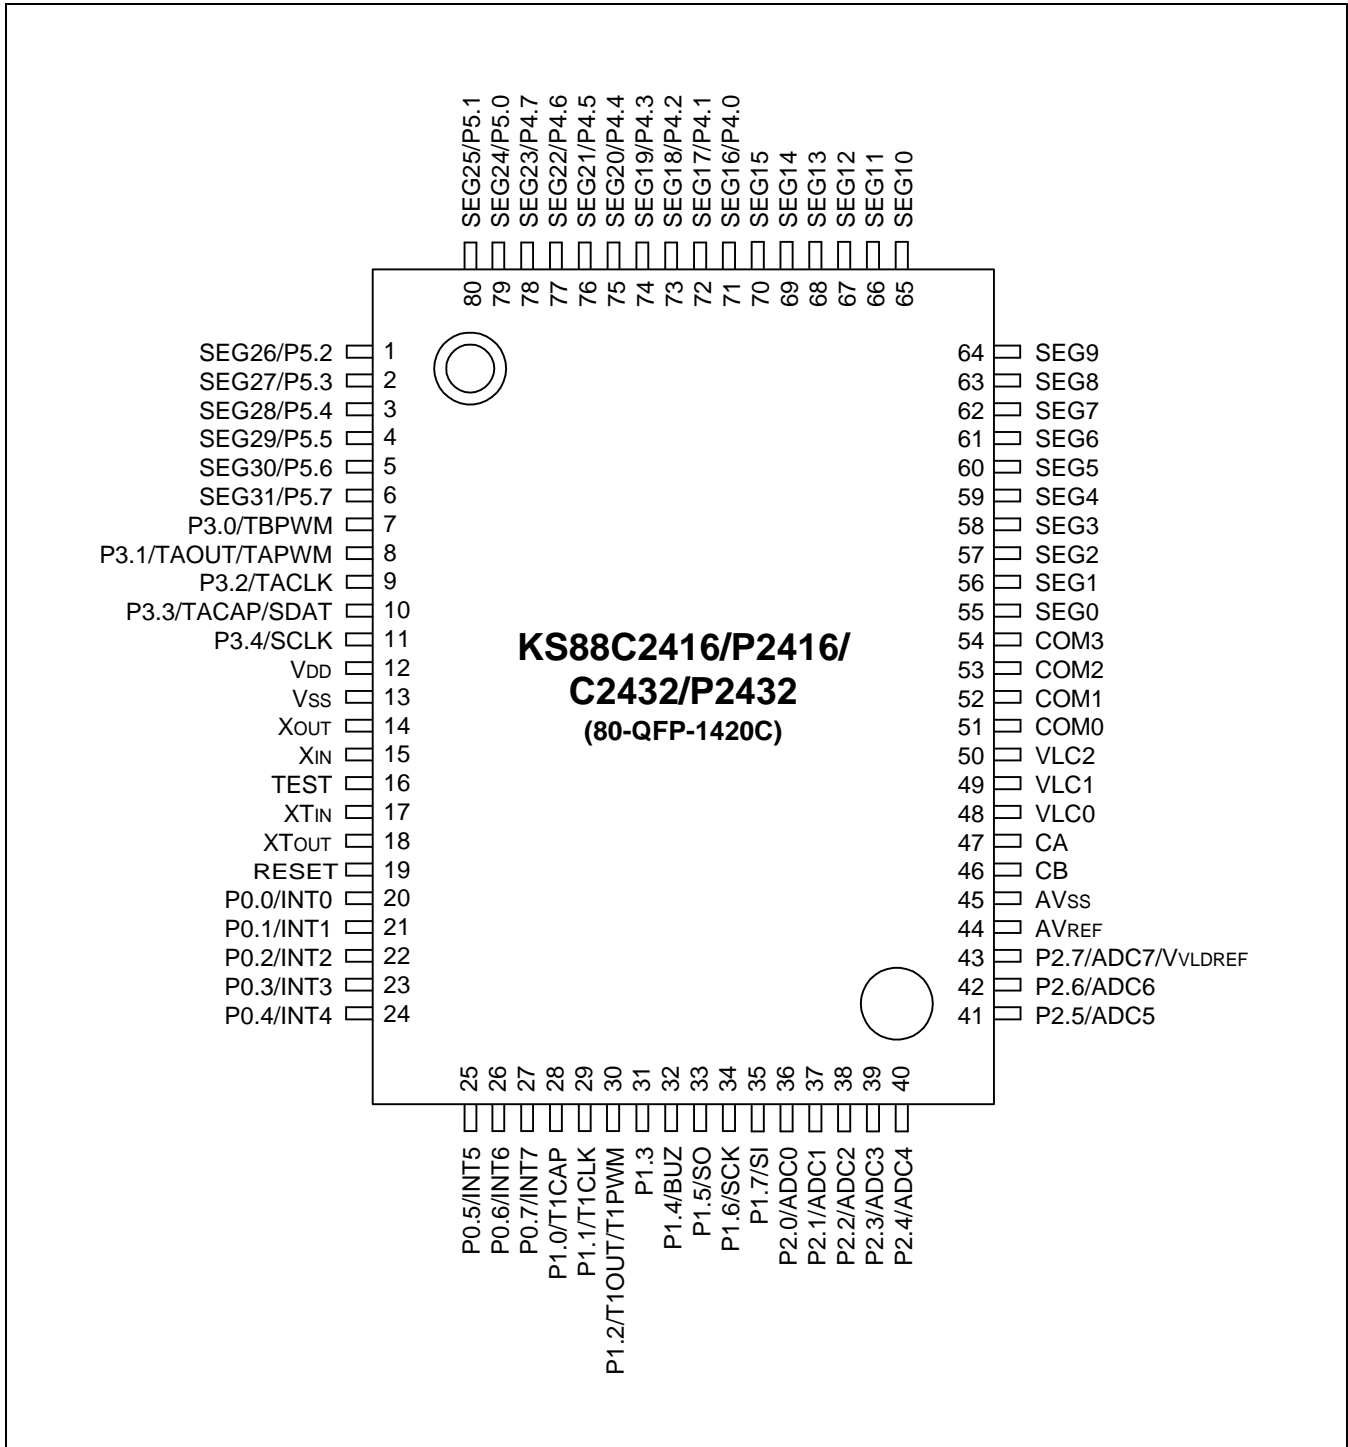 SEG25/P5.1
SEG24/P5.0
SEG23/P4.7
SEG22/P4.6
SEG21/P4.5
SEG20/P4.4
SEG19/P4.3
SEG18/P4.2
SEG17/P4.1
SEG16/P4.0
SEG15
SEG14
SEG13
SEG12
SEG11
SEG10
80
79
78
77
76
75
74
73
72
71
70
69
68
67
66
65
SEG26/P5.2 1
SEG27/P5.3 2
SEG28/P5.4 3
SEG29/P5.5 4
SEG30/P5.6 5
SEG31/P5.7 6
P3.0/TBPWM 7
P3.1/TAOUT/TAPWM 8
P3.2/TACLK 9
P3.3/TACAP/SDAT 10
P3.4/SCLK 11
VDD 12
VSS 13
XOUT 14
XIN 15
TEST 16
XTIN 17
XTOUT 18
RESET 19
P0.0/INT0 20
P0.1/INT1 21
P0.2/INT2 22
P0.3/INT3 23
P0.4/INT4 24
KS88C2416/P2416/
C2432/P2432
(80-QFP-1420C)
64 SEG9
63 SEG8
62 SEG7
61 SEG6
60 SEG5
59 SEG4
58 SEG3
57 SEG2
56 SEG1
55 SEG0
54 COM3
53 COM2
52 COM1
51 COM0
50 VLC2
49 VLC1
48 VLC0
47 CA
46 CB
45 AVSS
44 AVREF
43 P2.7/ADC7/VVLDREF
42 P2.6/ADC6
41 P2.5/ADC5
25
26
27
28
29
30
31
32
33
34
35
36
37
38
39
40
P0.5/INT5
P0.6/INT6
P0.7/INT7
P1.0/T1CAP
P1.1/T1CLK
P1.2/T1OUT/T1PWM
P1.3
P1.4/BUZ
P1.5/SO
P1.6/SCK
P1.7/SI
P2.0/ADC0
P2.1/ADC1
P2.2/ADC2
P2.3/ADC3
P2.4/ADC4